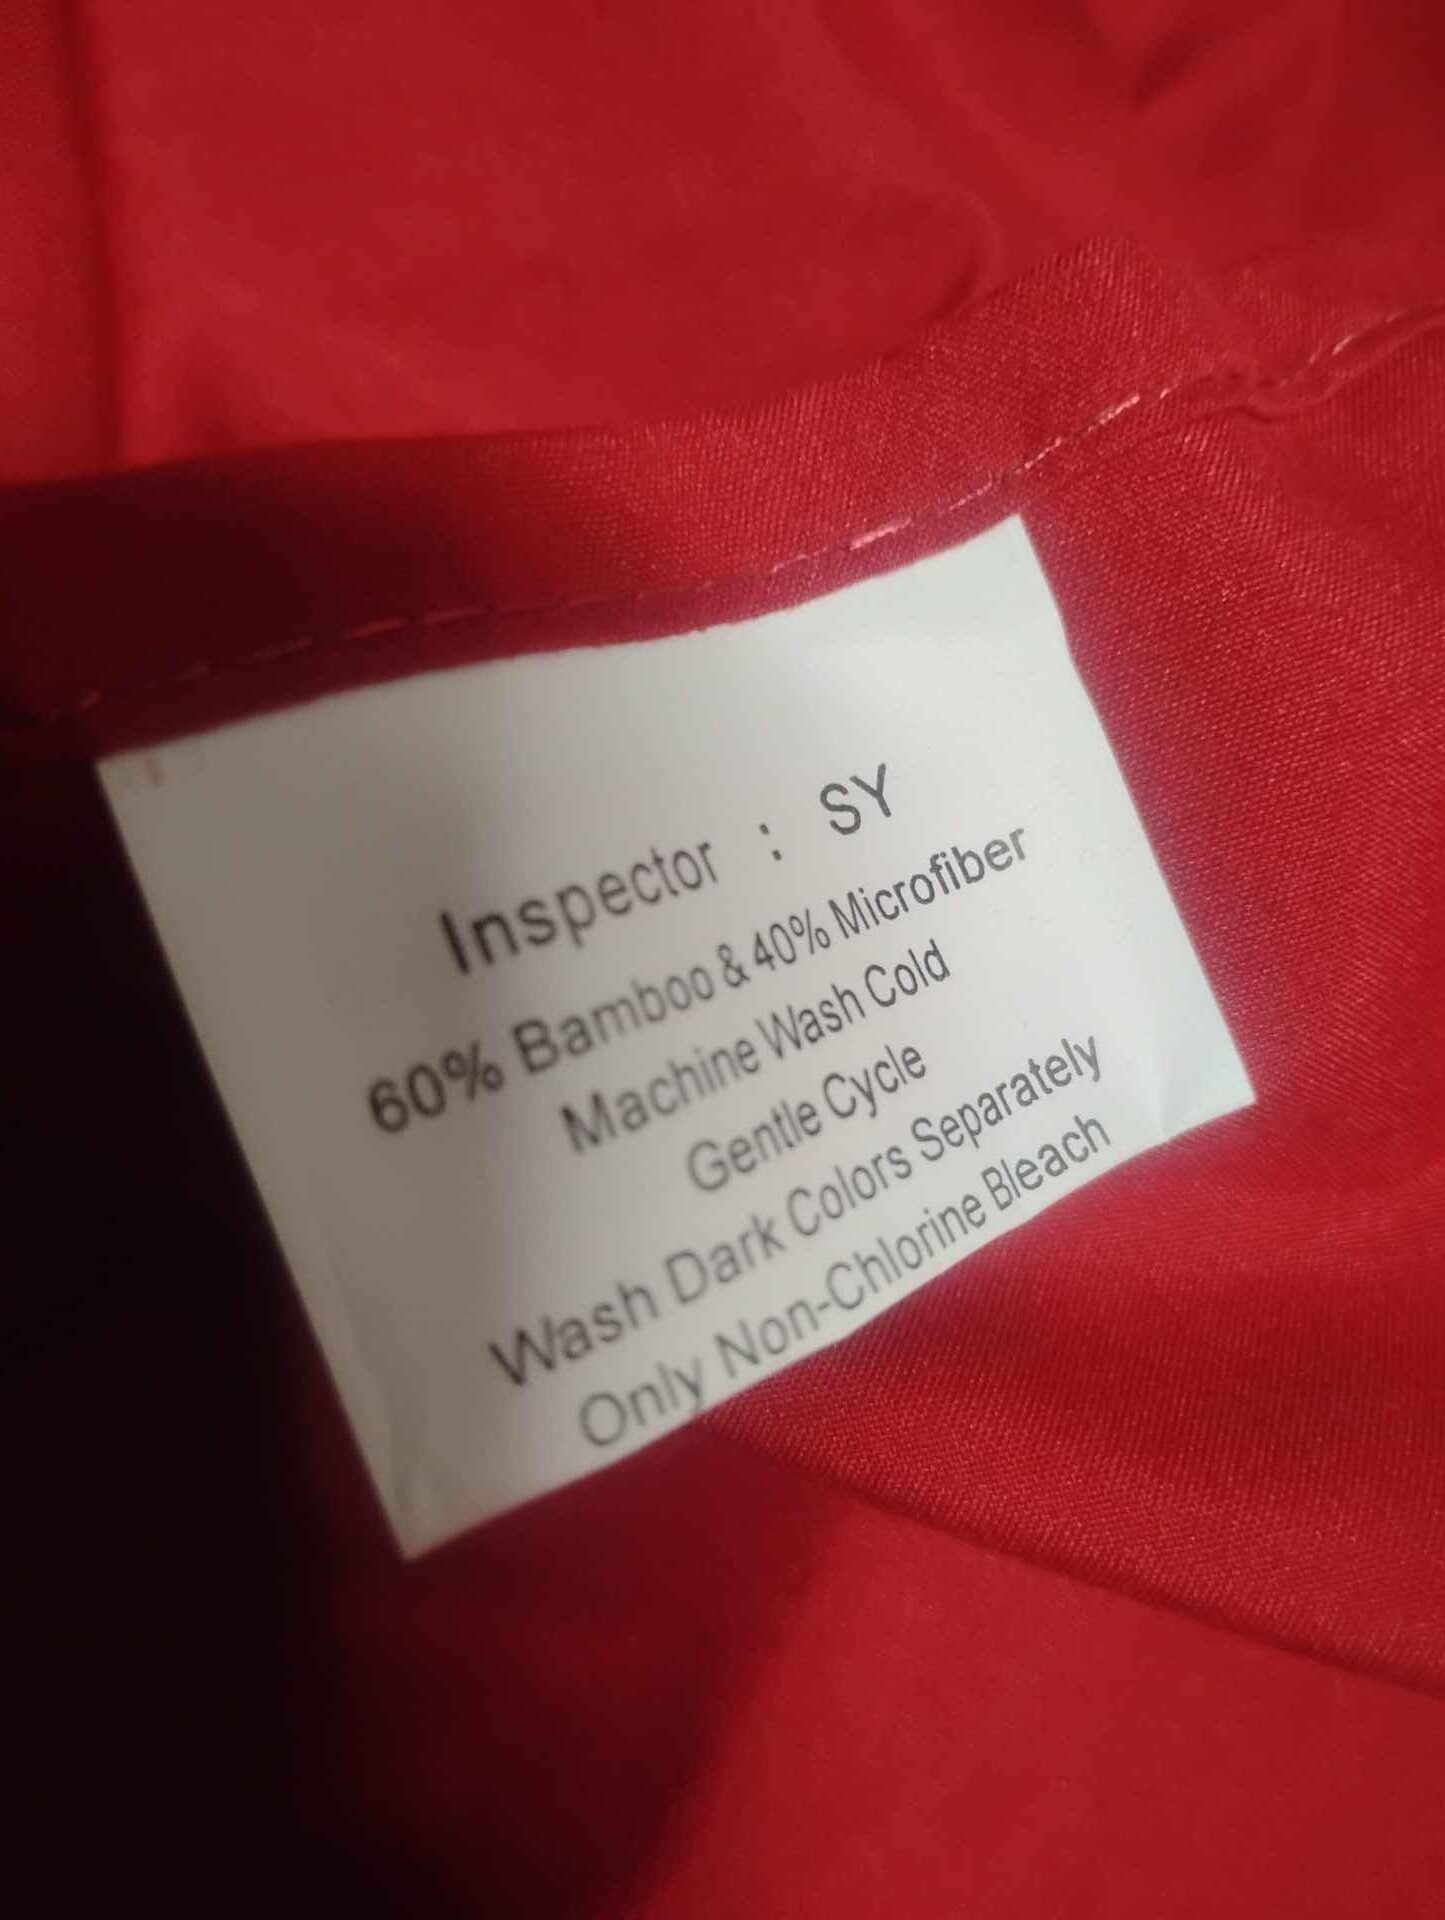 Inspector : SY
60% Bamboo & 40% Microfiber
Machine Wash Cold
Gentle Cycle
Wash Dark Colors Separately
Only Non-Chlorine Bleach